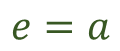 e = a